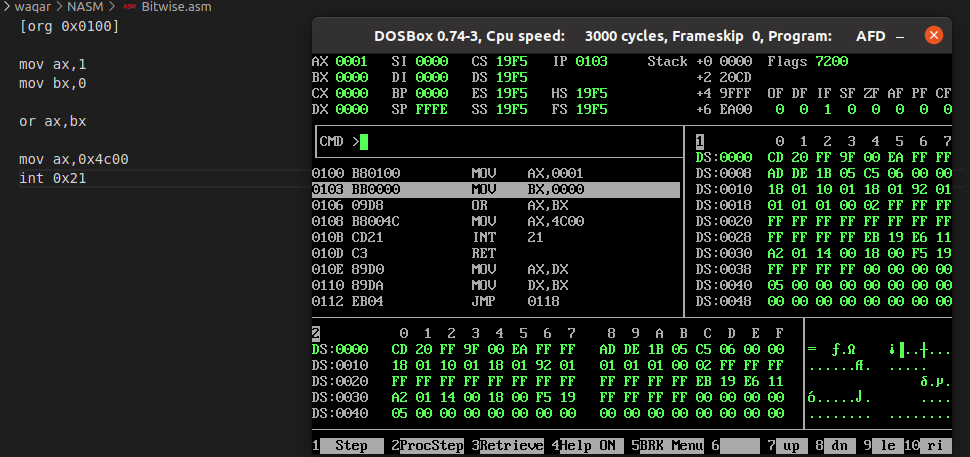 > waqar > NASM > ASM Bitwise.asm
[org 0x0100]
mov ax,1
mov bx,0
or ax,bx
mov ax,0x4c00
int 0x21
DOSBox 0.74-3, Cpu speed: 3000 cycles, Frameskip 0, Program: AFD
AX 0001 SI 0000 CS 19F5 IP 0103 Stack +0 0000 Flags 7200
BX 0000 DI 0000 DS 19F5 +2 20CD
CX 0000 BP 0000 ES 19F5 HS 19F5 +4 9FFF OF DF IF SF ZF AF PF CF
DX 0000 SP FFFE SS 19F5 FS 19F5 +6 EA00 0 0 1 0 0 0 0 0
CMD >
0100 B80100 MOV AX,0001
0103 BB0000 MOV BX,0000
0106 09D8 OR AX,BX
0108 B8004C MOV AX,4C00
010B CD21 INT 21
010D C3 RET
010E 89D0 MOV AX,DX
0110 89DA MOV DX,BX
0112 EB04 JMP 0118
1 0 1 2 3 4 5 6 7
DS:0000 CD 20 FF 9F 00 EA FF FF
DS:0008 AD DE 1B 05 C5 06 00 00
DS:0010 18 01 10 01 18 01 92 01
DS:0018 01 01 01 00 02 FF FF FF
DS:0020 FF FF FF FF FF FF FF FF
DS:0028 FF FF FF FF EB 19 E6 11
DS:0030 A2 01 14 00 18 00 F5 19
DS:0038 FF FF FF FF 00 00 00 00
DS:0040 05 00 00 00 00 00 00 00
DS:0048 00 00 00 00 00 00 00 00
2 0 1 2 3 4 5 6 7 8 9 A B C D E F
DS:0000 CD 20 FF 9F 00 EA FF FF AD DE 1B 05 C5 06 00 00 = ƒ.Ω ¡▐..┼...
DS:0010 18 01 10 01 18 01 92 01 01 01 01 00 02 FF FF FF ......Æ. .....
DS:0020 FF FF FF FF FF FF FF FF FF FF FF FF EB 19 E6 11 δ.µ.
DS:0030 A2 01 14 00 18 00 F5 19 FF FF FF FF 00 00 00 00 ó.....⌡. ....
DS:0040 05 00 00 00 00 00 00 00 00 00 00 00 00 00 00 00 ........ ........
1 Step 2 ProcStep 3 Retrieve 4 Help ON 5 BRK Menu 6 7 up 8 dn 9 le 10 ri